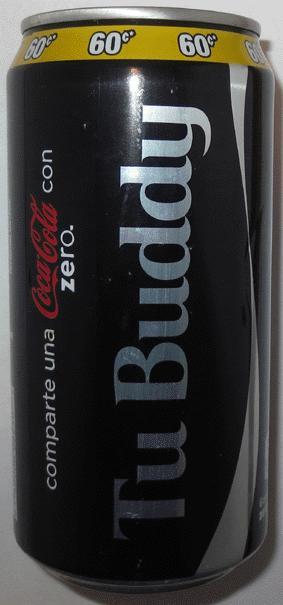 60¢* 60¢* 60¢*
comparte una Coca-Cola con
zero.
Tu Buddy